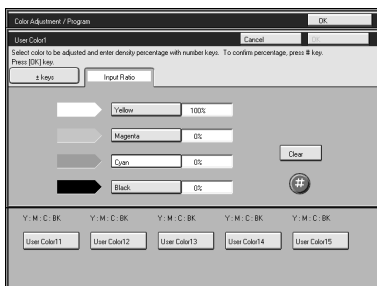 Color Adjustment / Program
OK
User Color1
Cancel
OK
Select color to be adjusted and enter density percentage with number keys. To confirm percentage, press # key.
Press [OK] key.
± keys
Input Ratio
Yellow 100%
Magenta 0%
Cyan 0%
Black 0%
Clear
#
Y : M : C : BK Y : M : C : BK Y : M : C : BK Y : M : C : BK Y : M : C : BK
User Color11 User Color12 User Color13 User Color14 User Color15